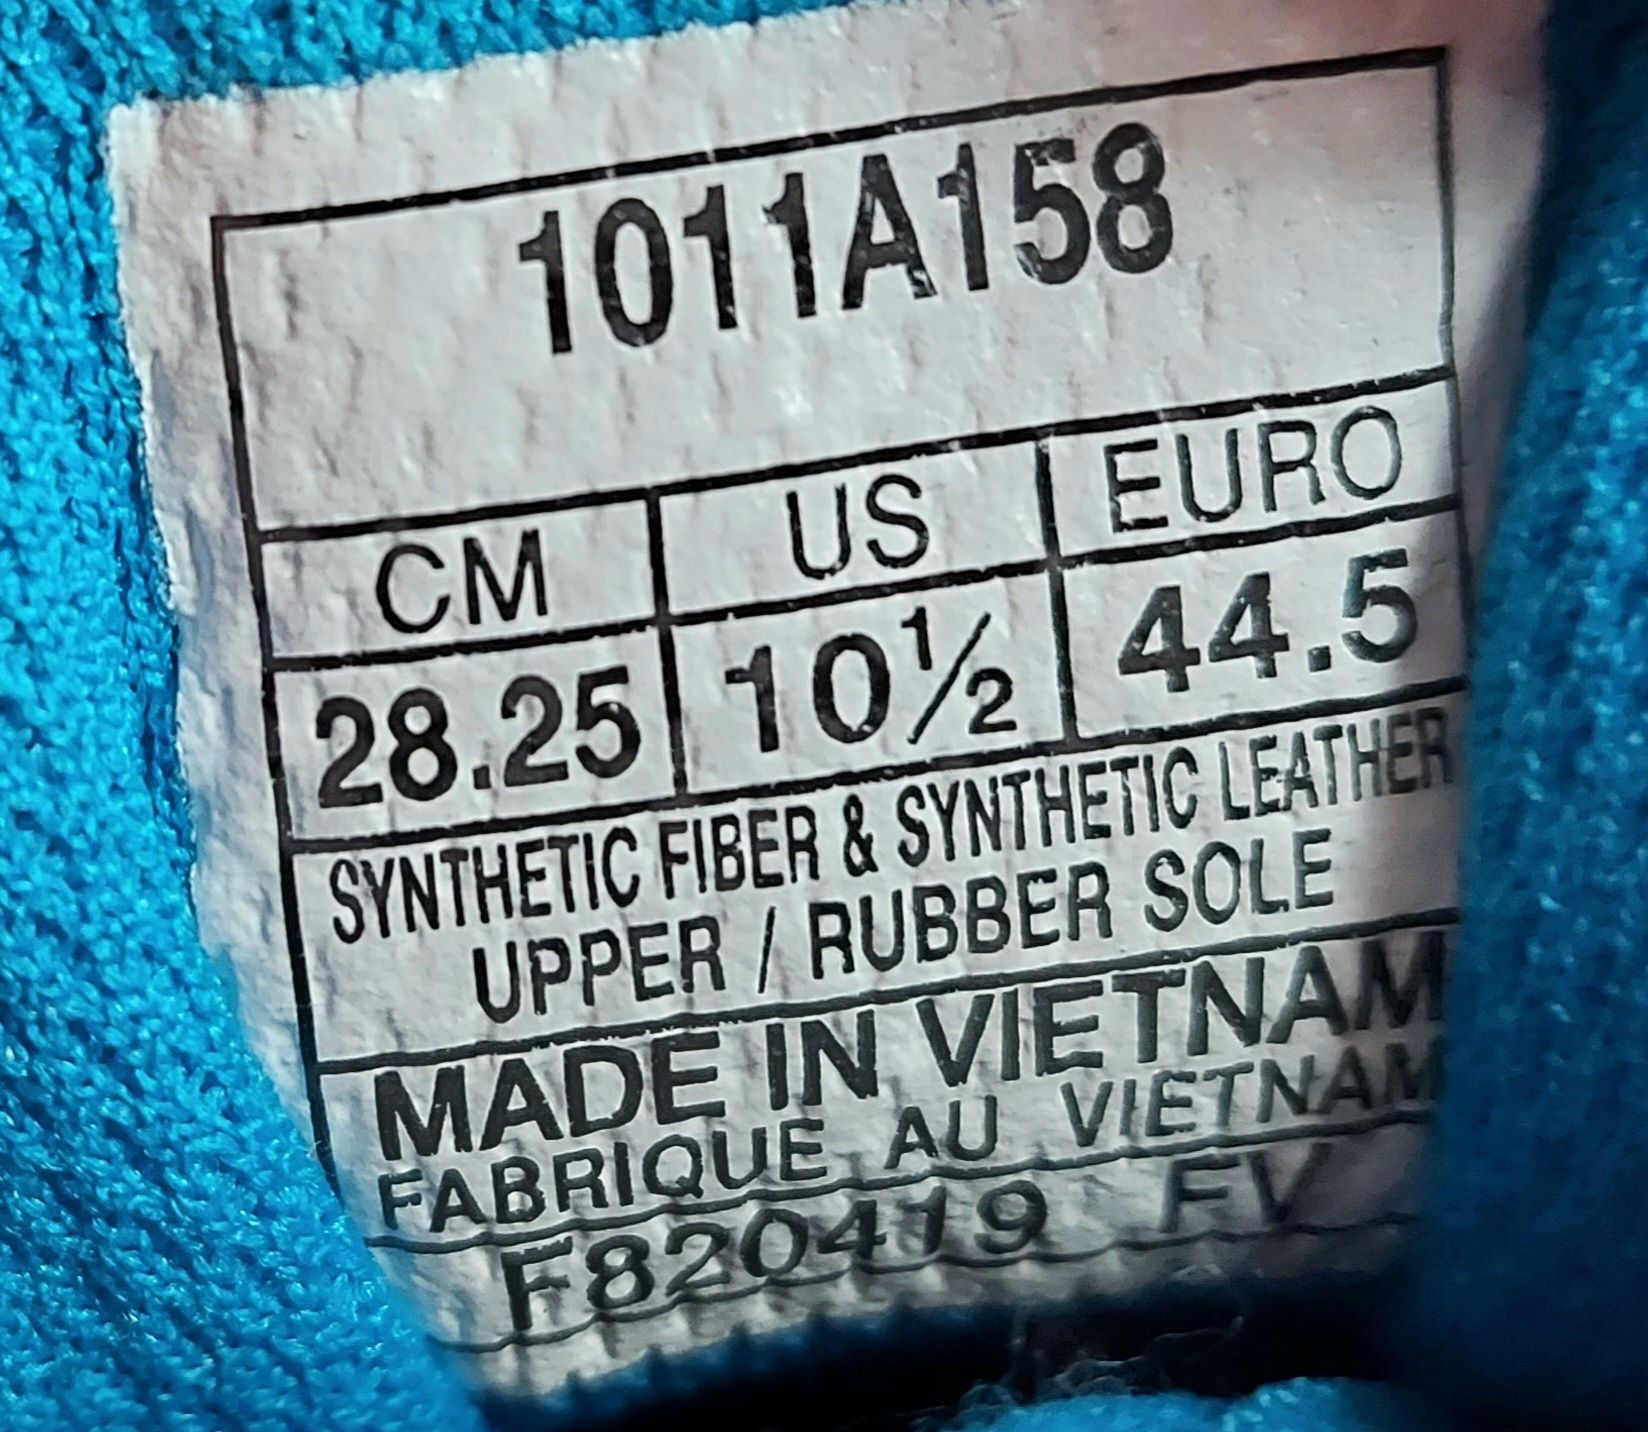 1011A158
CM US EURO
28.25 10½ 44.5
SYNTHETIC FIBER & SYNTHETIC LEATHER
UPPER / RUBBER SOLE
MADE IN VIETNAM
FABRIQUE AU VIETNAM
F820419 FV